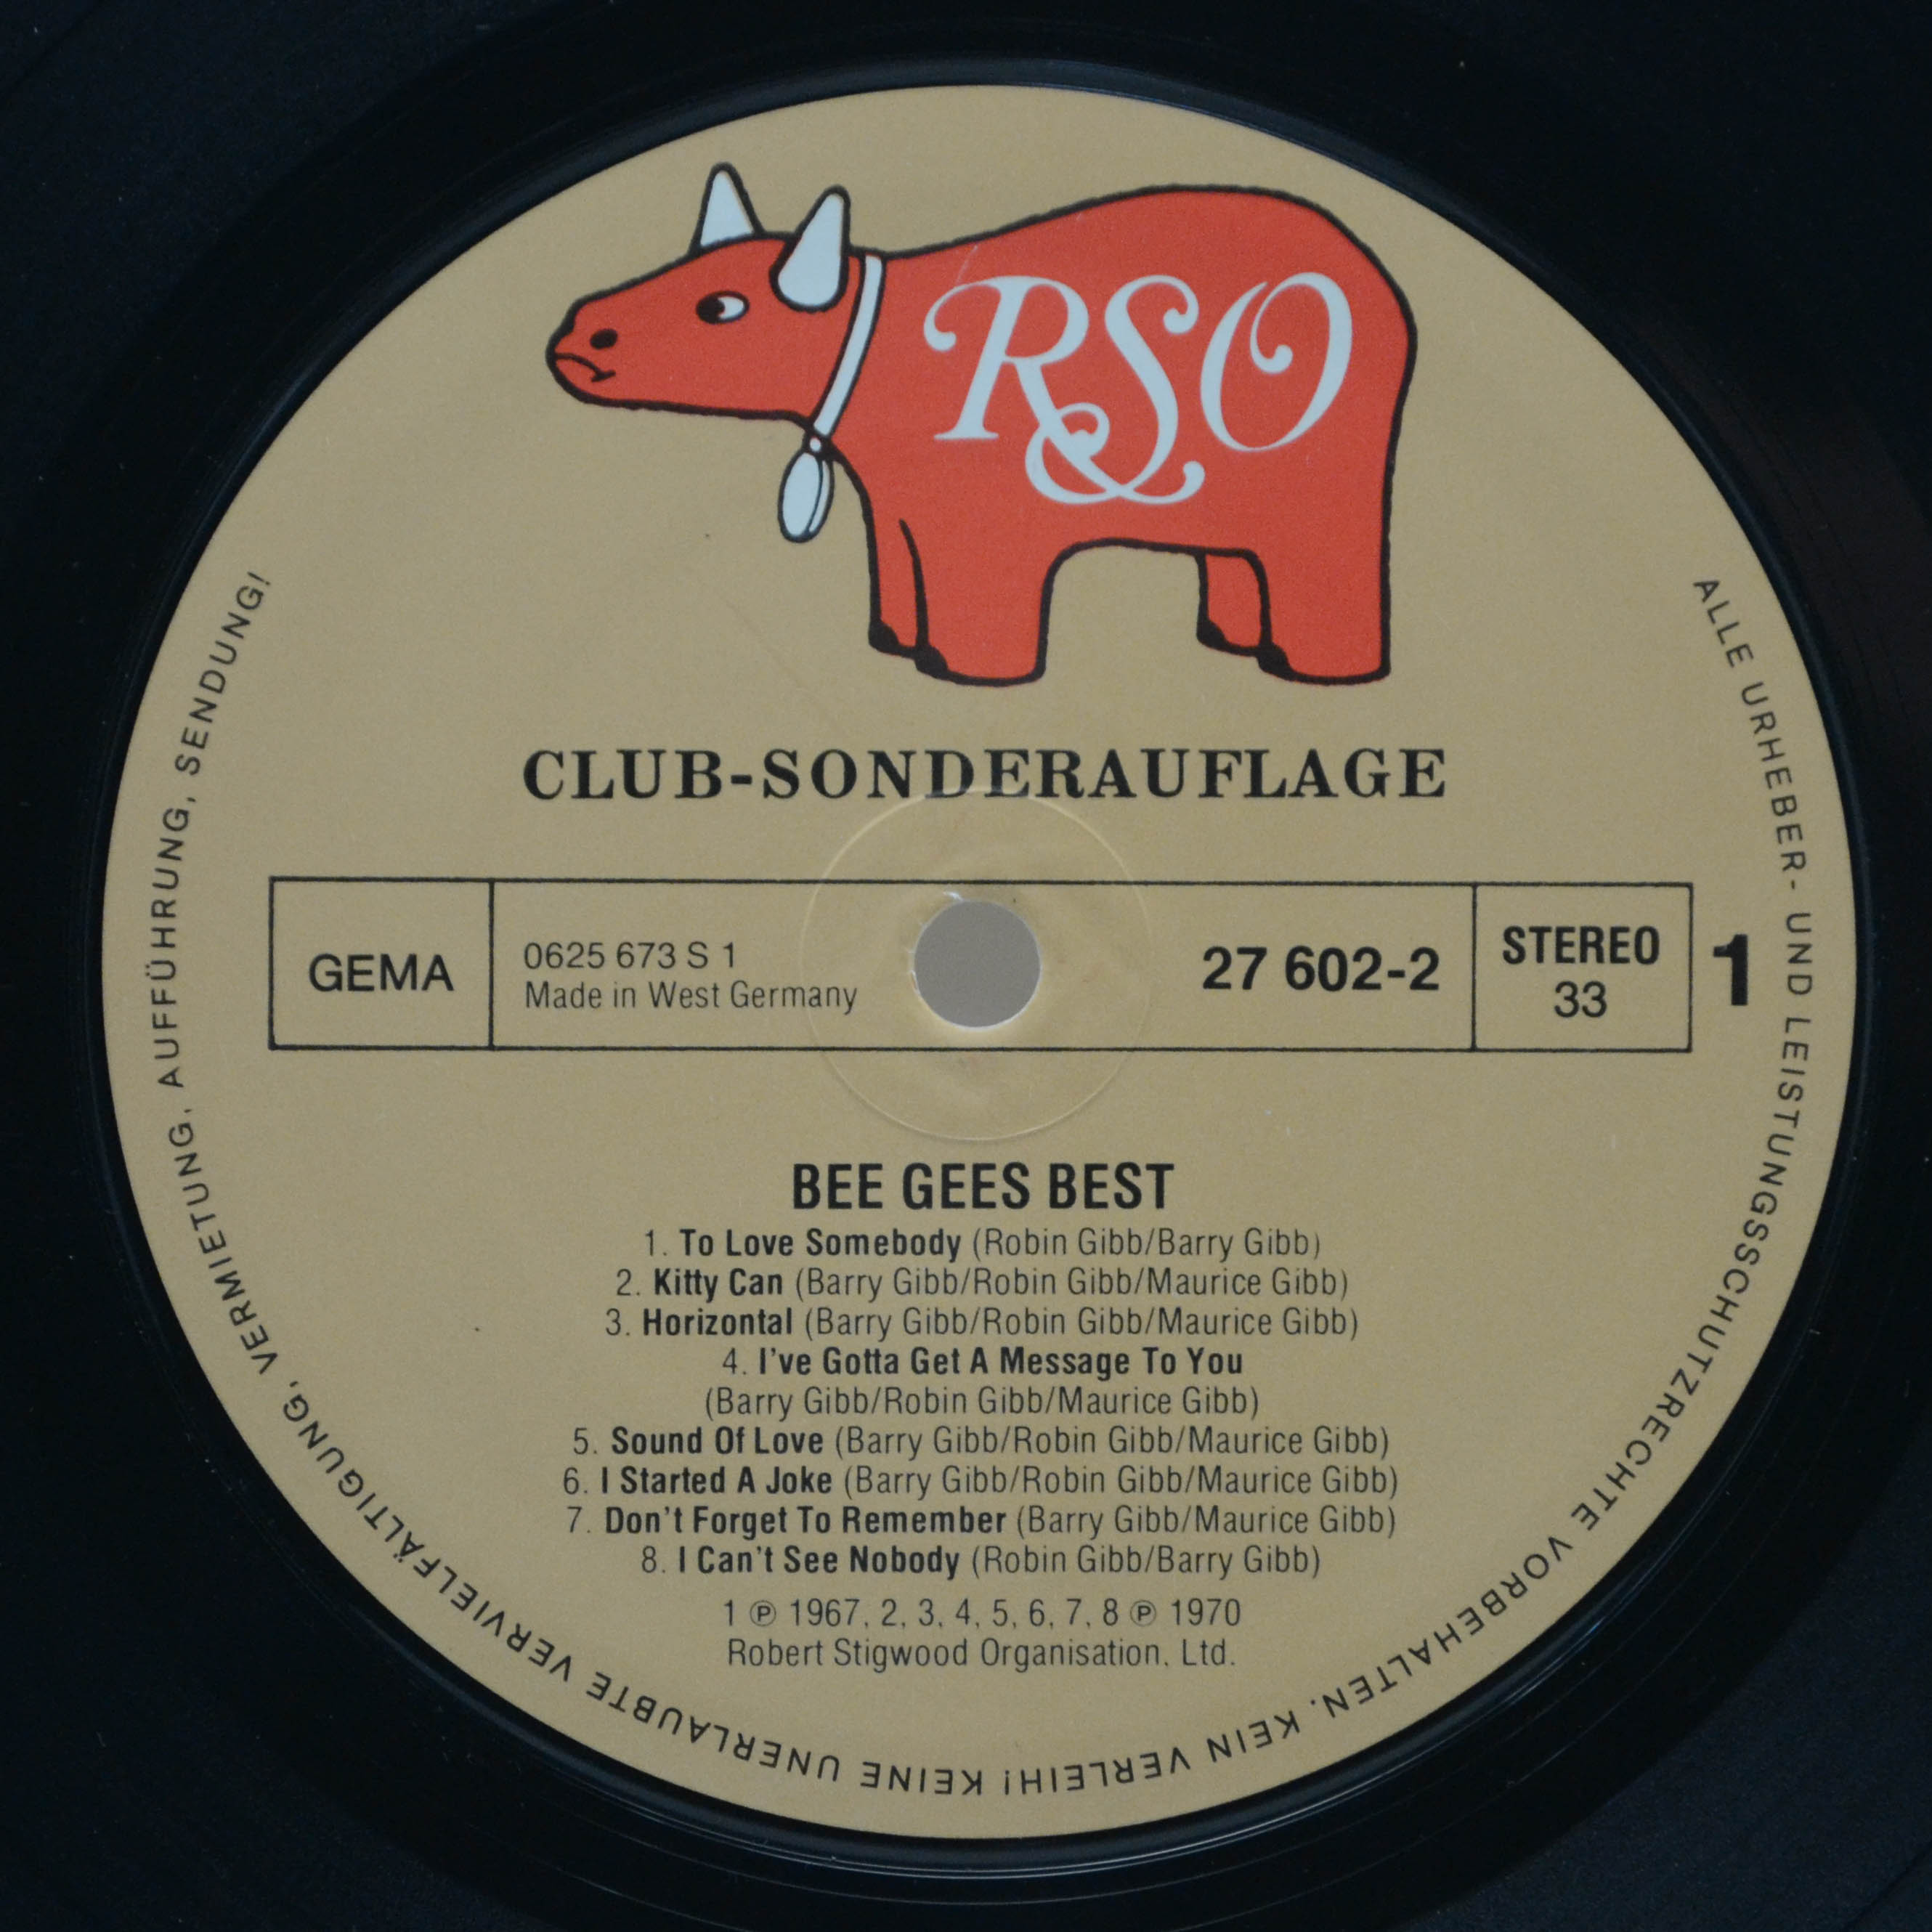 RSO
CLUB-SONDERAUFLAGE
GEMA
0625 673 S 1
Made in West Germany
27 602-2
STEREO
33
1
BEE GEES BEST
1. To Love Somebody (Robin Gibb/Barry Gibb)
2. Kitty Can (Barry Gibb/Robin Gibb/Maurice Gibb)
3. Horizontal (Barry Gibb/Robin Gibb/Maurice Gibb)
4. I've Gotta Get A Message To You
(Barry Gibb/Robin Gibb/Maurice Gibb)
5. Sound Of Love (Barry Gibb/Robin Gibb/Maurice Gibb)
6. I Started A Joke (Barry Gibb/Robin Gibb/Maurice Gibb)
7. Don't Forget To Remember (Barry Gibb/Maurice Gibb)
8. I Can't See Nobody (Robin Gibb/Barry Gibb)
1 ℗ 1967, 2, 3, 4, 5, 6, 7, 8 ℗ 1970
Robert Stigwood Organisation, Ltd.
ALLE URHEBER- UND LEISTUNGSSCHUTZRECHTE VORBEHALTEN. KEIN VERLEIH! KEINE UNERLAUBTE VERVIELFÄLTIGUNG, VERMIETUNG, AUFFÜHRUNG, SENDUNG!